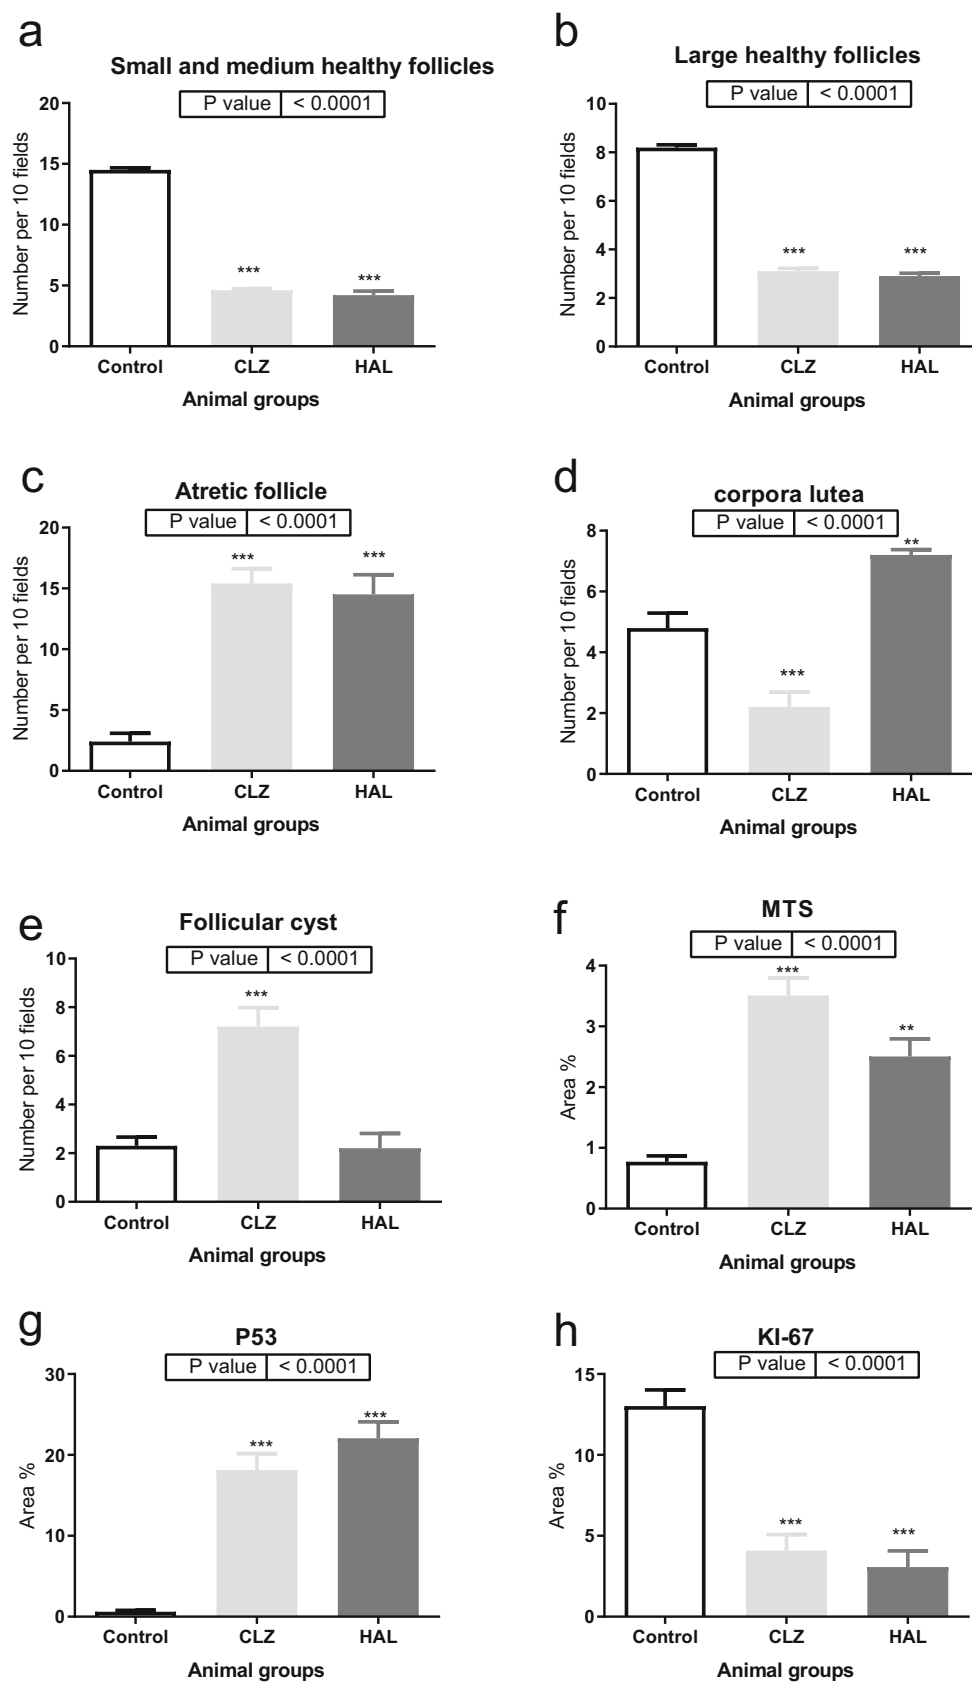 a
Small and medium healthy follicles
P value < 0.0001
Number per 10 fields
20
15
10
5
0
***
***
Control CLZ HAL
Animal groups
b
Large healthy follicles
P value < 0.0001
Number per 10 fields
10
8
6
4
2
0
***
***
Control CLZ HAL
Animal groups
c
Atretic follicle
P value < 0.0001
Number per 10 fields
20
15
10
5
0
***
***
Control CLZ HAL
Animal groups
d
corpora lutea
P value < 0.0001
Number per 10 fields
8
6
4
2
0
***
**
Control CLZ HAL
Animal groups
e
Follicular cyst
P value < 0.0001
Number per 10 fields
10
8
6
4
2
0
***
Control CLZ HAL
Animal groups
f
MTS
P value < 0.0001
Area %
4
3
2
1
0
***
**
Control CLZ HAL
Animal groups
g
P53
P value < 0.0001
Area %
30
20
10
0
***
***
Control CLZ HAL
Animal groups
h
KI-67
P value < 0.0001
Area %
15
10
5
0
***
***
Control CLZ HAL
Animal groups